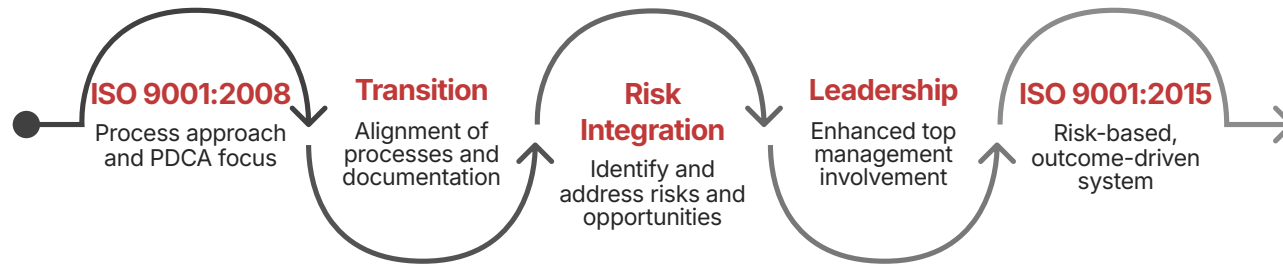 ISO 9001:2008
Process approach
and PDCA focus
Transition
Alignment of
processes and
documentation
Risk
Integration
Identify and
address risks and
opportunities
Leadership
Enhanced top
management
involvement
ISO 9001:2015
Risk-based,
outcome-driven
system